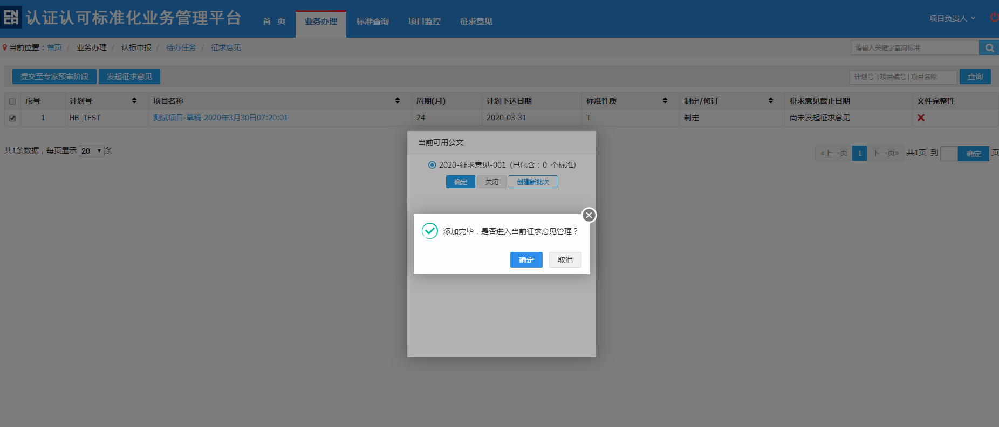 CNCA 认证认可标准化业务管理平台
首 页 业务办理 标准查询 项目监控 征求意见
项目负责人
当前位置：首页 / 业务办理 / 认标申报 / 待办任务 / 征求意见
请输入关键字查询标准
提交至专家预审阶段 发起征求意见
计划号 | 项目编号 | 项目名称 查询
序号 计划号 项目名称 周期(月) 计划下达日期 标准性质 制定/修订 征求意见截止日期 文件完整性
1 HB_TEST 测试项目-草稿-2020年3月30日07:20:01 24 2020-03-31 T 制定 尚未发起征求意见
共1条数据，每页显示 20 条
«上一页 1 下一页» 共1页 到 确定 页
当前可用公文
2020-征求意见-001 (已包含：0 个标准)
确定 关闭 创建新批次
添加完毕，是否进入当前征求意见管理？
确定 取消